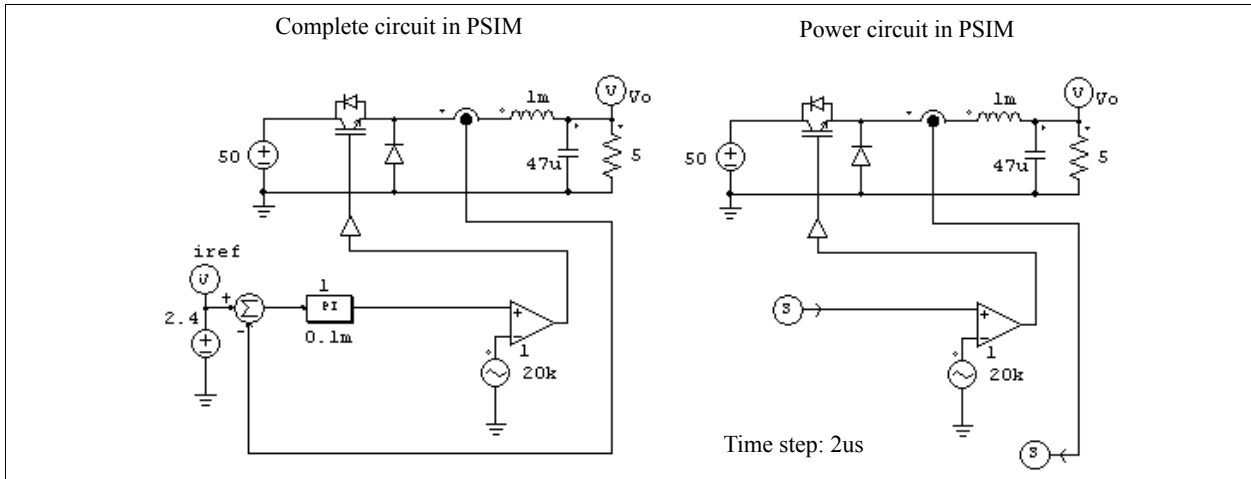 Complete circuit in PSIM
1m
V Vo
50
47u
5
iref
V
2.4
+
-
Σ
1
PI
0.1m
+
-
1
20k
Power circuit in PSIM
1m
V Vo
50
47u
5
S
+
-
1
20k
Time step: 2us
S